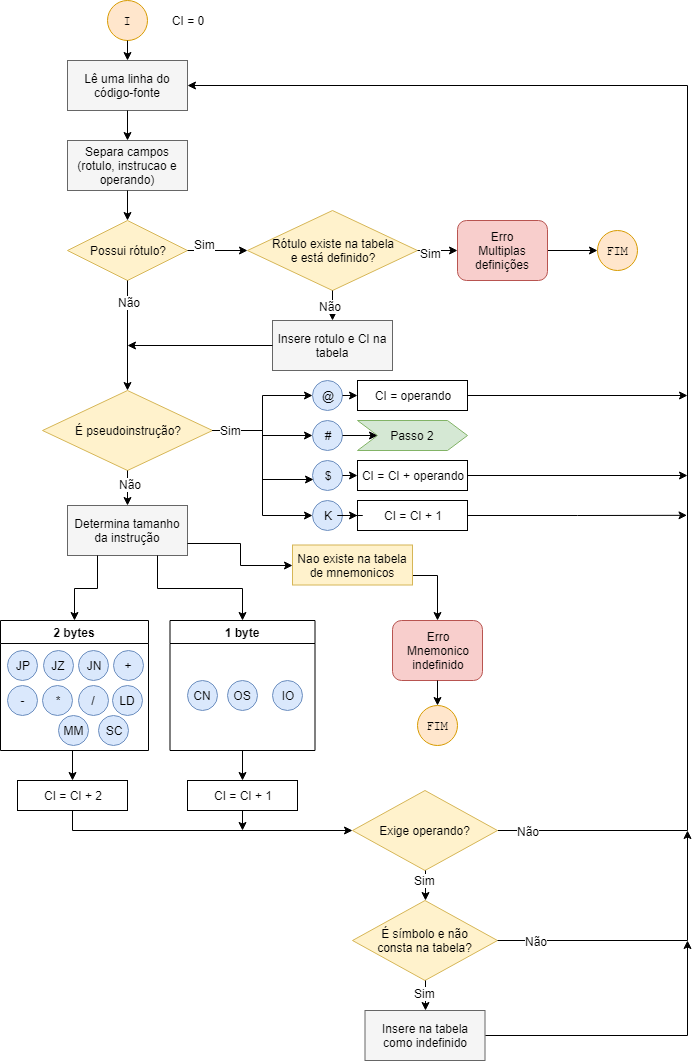 I
CI = 0
Lê uma linha do
código-fonte
Separa campos
(rotulo, instrucao e
operando)
Possui rótulo?
Sim
Rótulo existe na tabela
e está definido?
Sim
Erro
Multiplas
definições
FIM
Não
Não
Insere rotulo e CI na
tabela
É pseudoinstrução?
Sim
@
CI = operando
#
Passo 2
$
CI = CI + operando
K
CI = CI + 1
Não
Determina tamanho
da instrução
Nao existe na tabela
de mnemonicos
Erro
Mnemonico
indefinido
FIM
2 bytes
JP JZ JN +
- * / LD
MM SC
1 byte
CN OS IO
CI = CI + 2
CI = CI + 1
Exige operando?
Não
Sim
É símbolo e não
consta na tabela?
Não
Sim
Insere na tabela
como indefinido